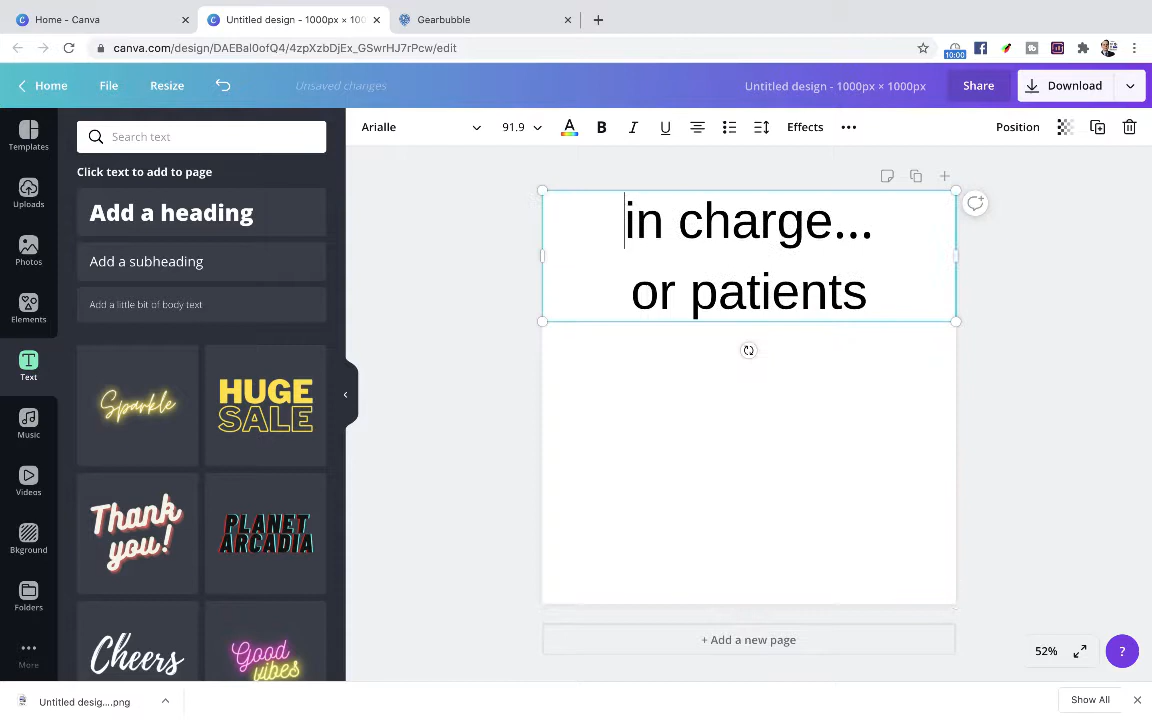 Home - Canva
Untitled design - 1000px × 100
Gearbubble
canva.com/design/DAEBal0ofQ4/4zpXzbDjEx_GSwrHJ7rPcw/edit
10:00
Home
File
Resize
Unsaved changes
Untitled design - 1000px × 1000px
Share
Download
Templates
Uploads
Photos
Elements
Text
Music
Videos
Bkground
Folders
More
Search text
Click text to add to page
Add a heading
Add a subheading
Add a little bit of body text
Sparkle
HUGE
SALE
Thank
you!
PLANET
ARCADIA
Cheers
Good
vibes
Arialle
91.9
A
B
I
U
Effects
Position
in charge...
or patients
+ Add a new page
52%
?
Untitled desig....png
Show All